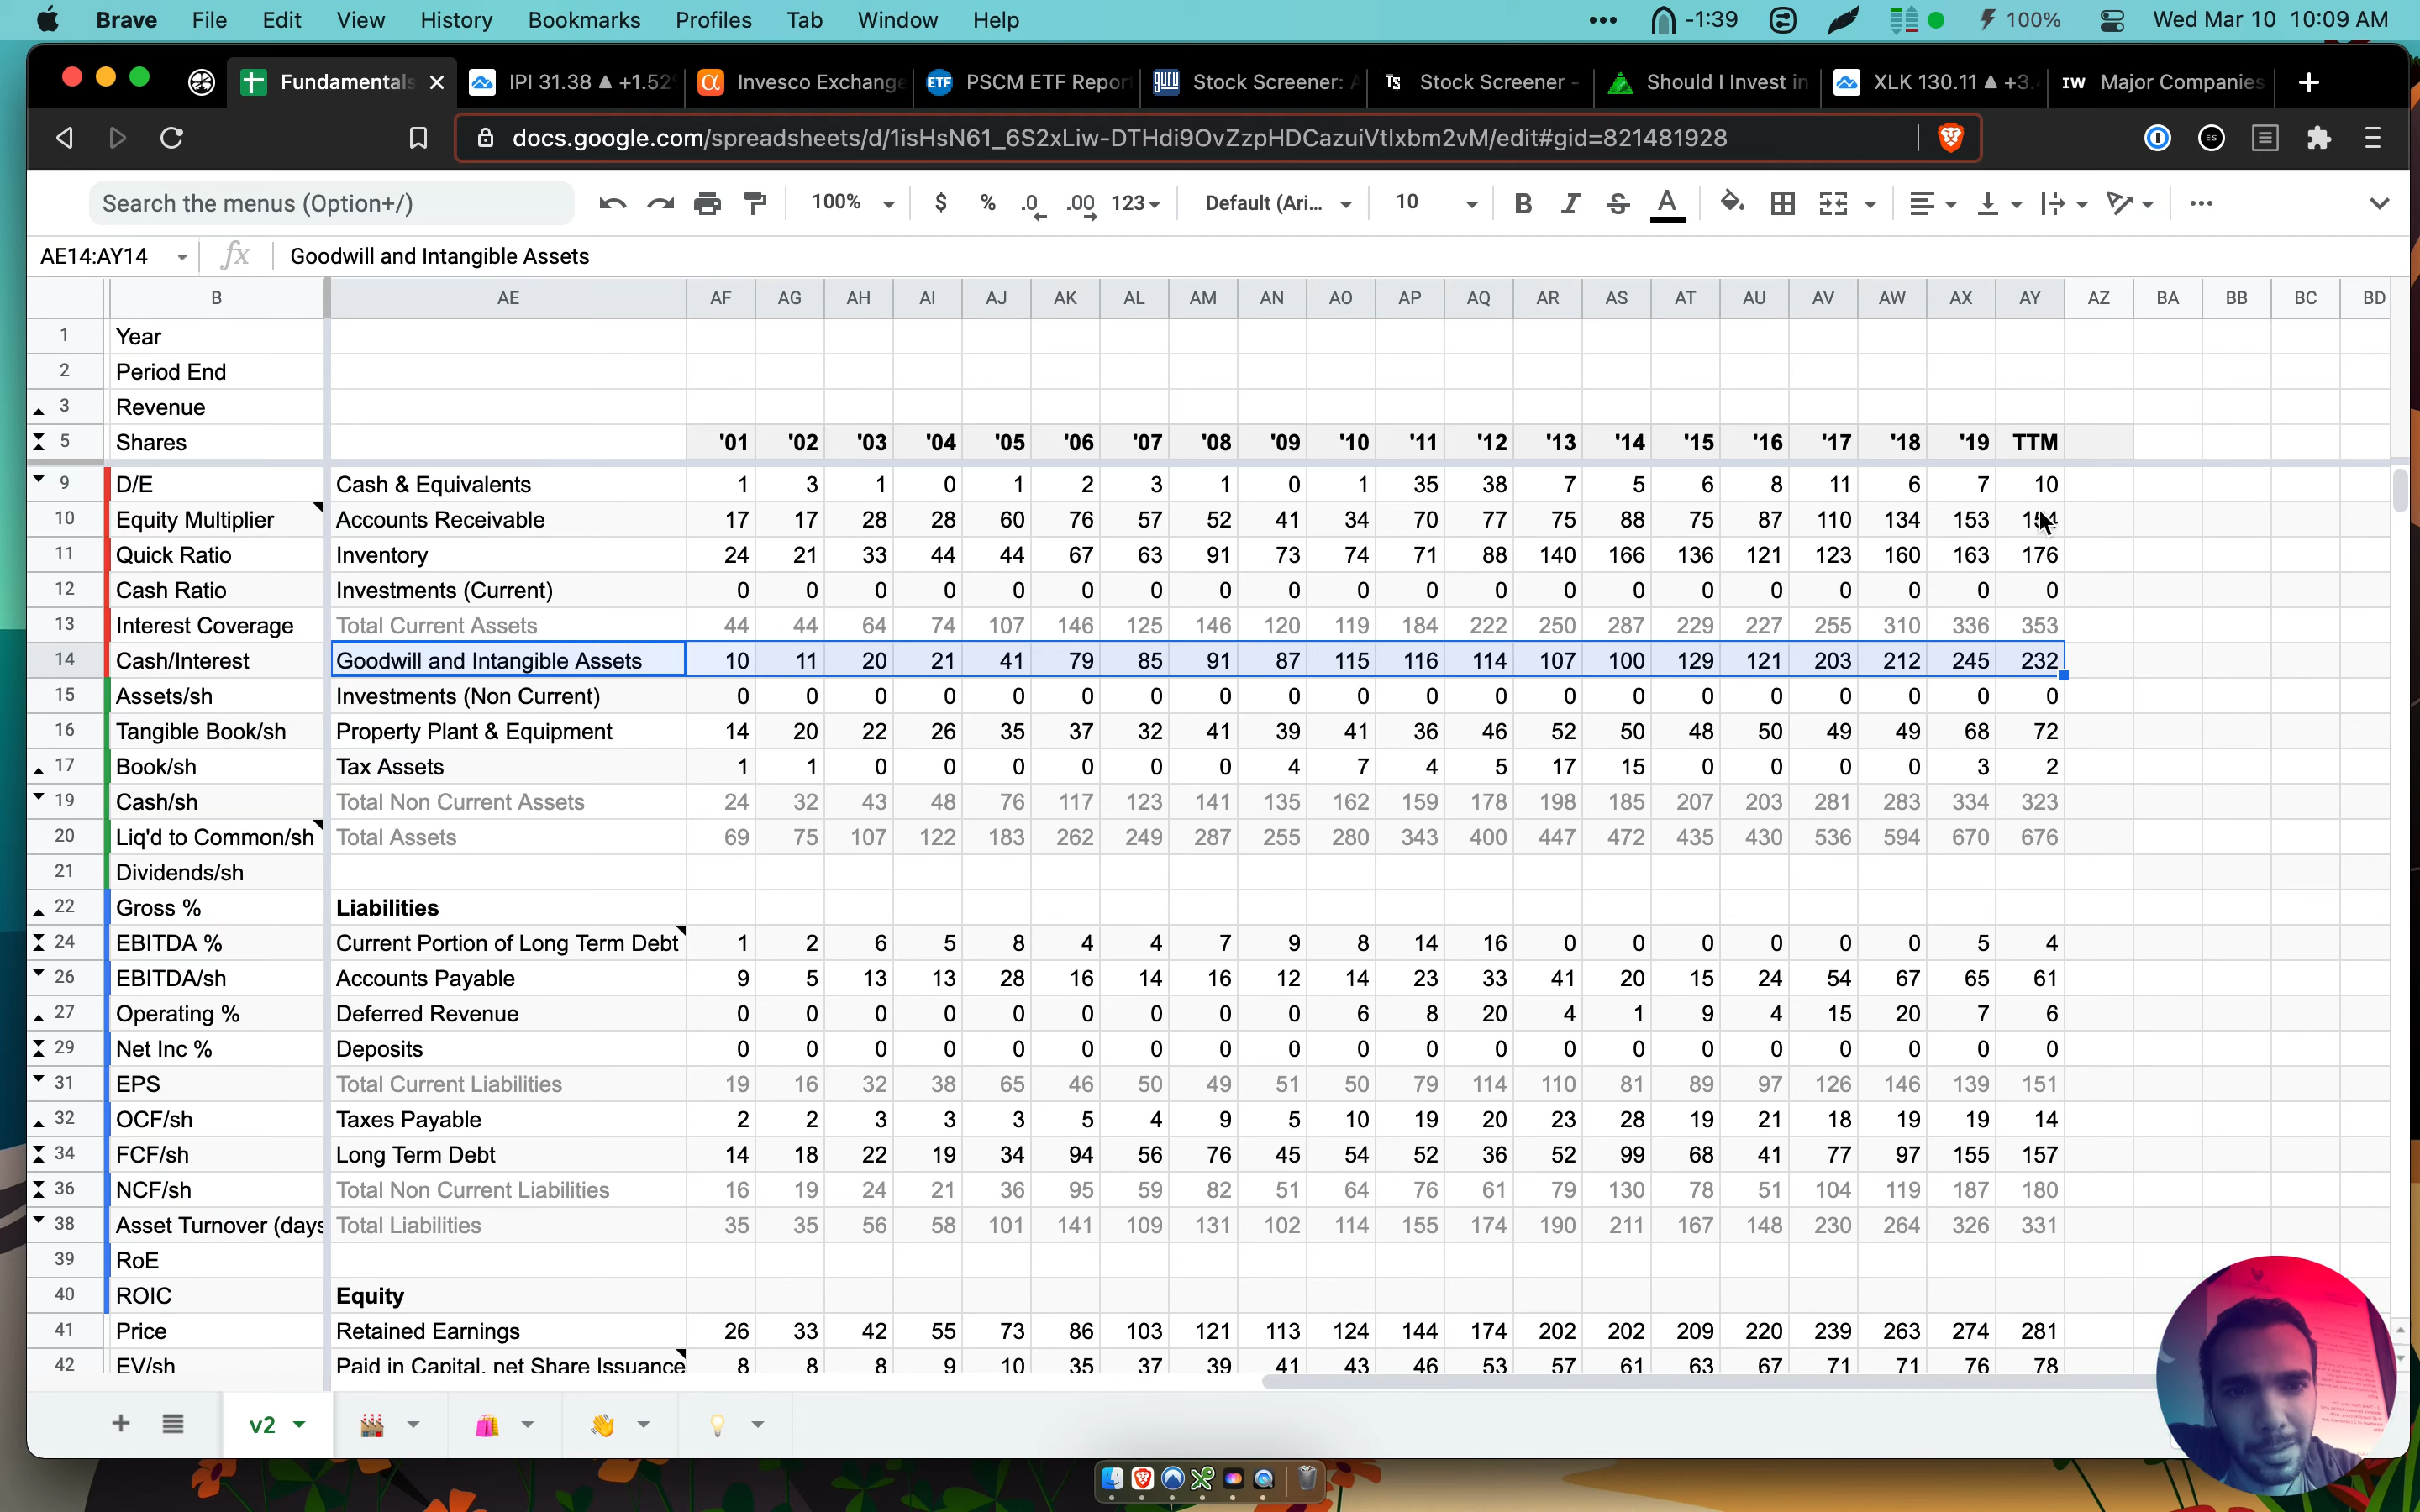 Brave File Edit View History Bookmarks Profiles Tab Window Help ••• -1:39 100% Wed Mar 10 10:09 AM
Fundamentals IPI 31.38 ▲ +1.52% Invesco Exchange ETF PSCM ETF Report guru Stock Screener: A TS Stock Screener - Should I Invest in XLK 130.11 ▲ +3. IW Major Companies
docs.google.com/spreadsheets/d/1isHsN61_6S2xLiw-DTHdi9OvZzpHDCazuiVtIxbm2vM/edit#gid=821481928 ES
Search the menus (Option+/) 100% $ % .0 .00 123 Default (Ari... 10 B I S A
AE14:AY14 fx Goodwill and Intangible Assets
B AE AF AG AH AI AJ AK AL AM AN AO AP AQ AR AS AT AU AV AW AX AY AZ BA BB BC BD
1 Year
2 Period End
3 Revenue
5 Shares '01 '02 '03 '04 '05 '06 '07 '08 '09 '10 '11 '12 '13 '14 '15 '16 '17 '18 '19 TTM
9 D/E Cash & Equivalents 1 3 1 0 1 2 3 1 0 1 35 38 7 5 6 8 11 6 7 10
10 Equity Multiplier Accounts Receivable 17 17 28 28 60 76 57 52 41 34 70 77 75 88 75 87 110 134 153
11 Quick Ratio Inventory 24 21 33 44 44 67 63 91 73 74 71 88 140 166 136 121 123 160 163 176
12 Cash Ratio Investments (Current) 0 0 0 0 0 0 0 0 0 0 0 0 0 0 0 0 0 0 0 0
13 Interest Coverage Total Current Assets 44 44 64 74 107 146 125 146 120 119 184 222 250 287 229 227 255 310 336 353
14 Cash/Interest Goodwill and Intangible Assets 10 11 20 21 41 79 85 91 87 115 116 114 107 100 129 121 203 212 245 232
15 Assets/sh Investments (Non Current) 0 0 0 0 0 0 0 0 0 0 0 0 0 0 0 0 0 0 0 0
16 Tangible Book/sh Property Plant & Equipment 14 20 22 26 35 37 32 41 39 41 36 46 52 50 48 50 49 49 68 72
17 Book/sh Tax Assets 1 1 0 0 0 0 0 0 4 7 4 5 17 15 0 0 0 0 3 2
19 Cash/sh Total Non Current Assets 24 32 43 48 76 117 123 141 135 162 159 178 198 185 207 203 281 283 334 323
20 Liq'd to Common/sh Total Assets 69 75 107 122 183 262 249 287 255 280 343 400 447 472 435 430 536 594 670 676
21 Dividends/sh
22 Gross % Liabilities
24 EBITDA % Current Portion of Long Term Debt 1 2 6 5 8 4 4 7 9 8 14 16 0 0 0 0 0 0 5 4
26 EBITDA/sh Accounts Payable 9 5 13 13 28 16 14 16 12 14 23 33 41 20 15 24 54 67 65 61
27 Operating % Deferred Revenue 0 0 0 0 0 0 0 0 0 6 8 20 4 1 9 4 15 20 7 6
29 Net Inc % Deposits 0 0 0 0 0 0 0 0 0 0 0 0 0 0 0 0 0 0 0 0
31 EPS Total Current Liabilities 19 16 32 38 65 46 50 49 51 50 79 114 110 81 89 97 126 146 139 151
32 OCF/sh Taxes Payable 2 2 3 3 3 5 4 9 5 10 19 20 23 28 19 21 18 19 19 14
34 FCF/sh Long Term Debt 14 18 22 19 34 94 56 76 45 54 52 36 52 99 68 41 77 97 155 157
36 NCF/sh Total Non Current Liabilities 16 19 24 21 36 95 59 82 51 64 76 61 79 130 78 51 104 119 187 180
38 Asset Turnover (days Total Liabilities 35 35 56 58 101 141 109 131 102 114 155 174 190 211 167 148 230 264 326 331
39 RoE
40 ROIC Equity
41 Price Retained Earnings 26 33 42 55 73 86 103 121 113 124 144 174 202 202 209 220 239 263 274 281
42 EV/sh Paid in Capital, net Share Issuance 8 8 8 9 10 35 37 39 41 43 46 53 57 61 63 67 71 71 76 78
v2